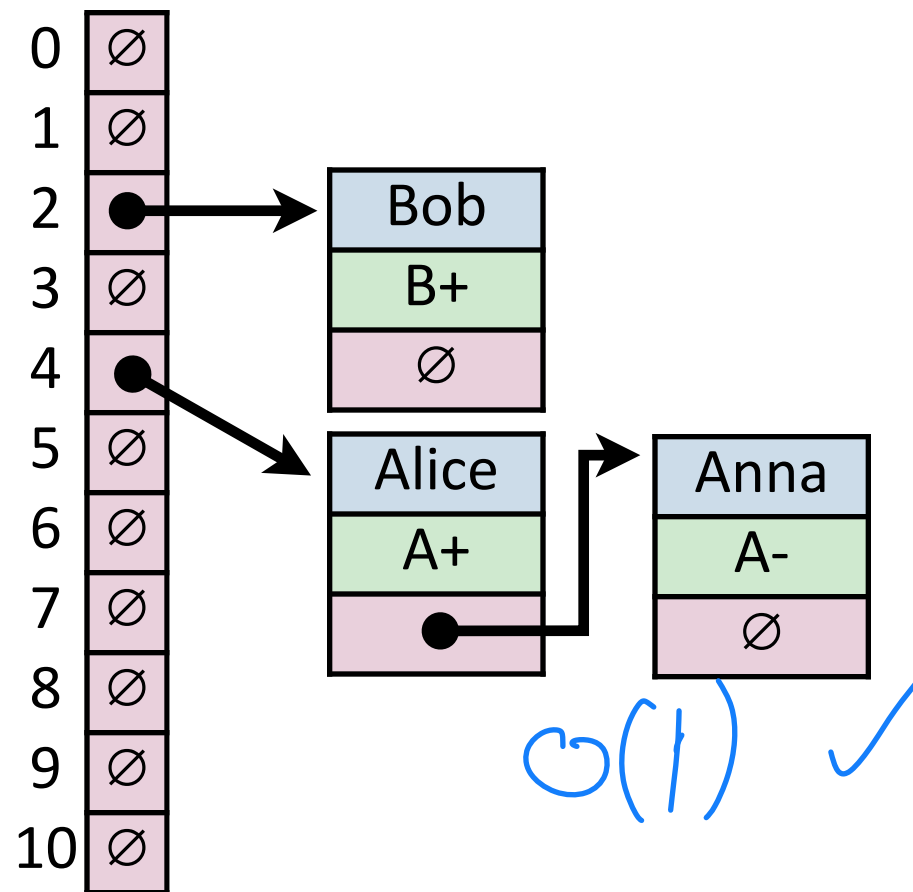 0 ∅
1 ∅
2 Bob
B+
3 ∅
∅
4
5 ∅
Alice Anna
6 ∅
A+ A-
7 ∅
∅
8 ∅
O(1) ✓
9 ∅
10 ∅